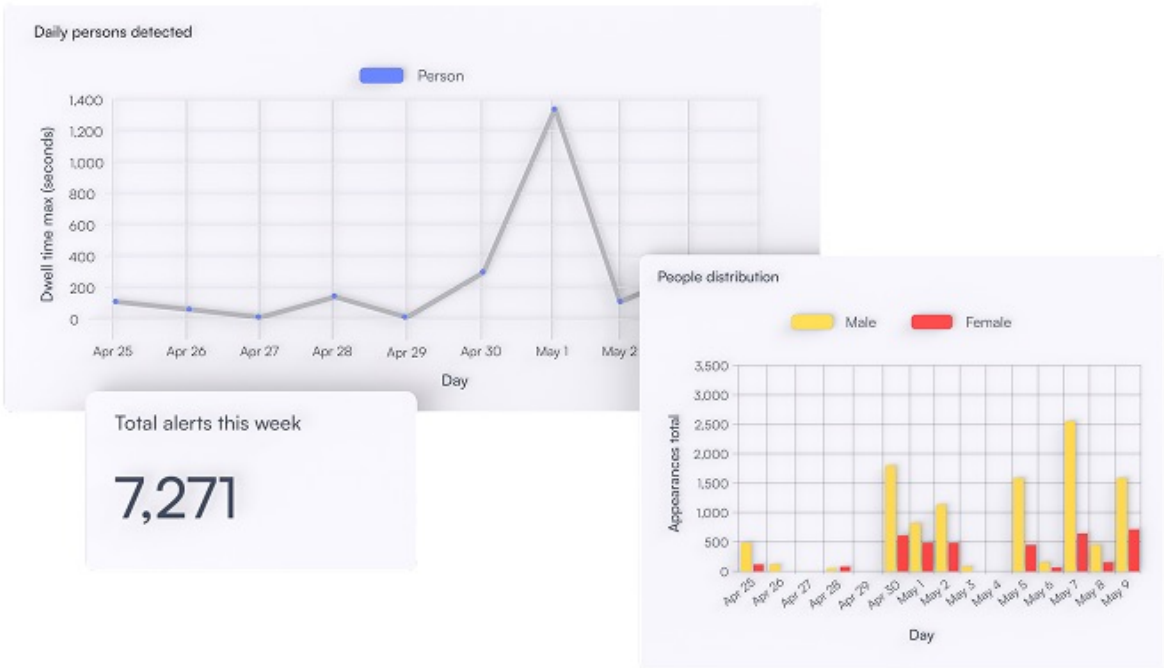 Daily persons detected
Person
Dwell time max (seconds)
1,400
1,200
1,000
800
600
400
200
0
Apr 25 Apr 26 Apr 27 Apr 28 Apr 29 Apr 30 May 1 May 2
Day
Total alerts this week
7,271
People distribution
Male Female
Appearances total
3,500
3,000
2,500
2,000
1,500
1,000
500
0
Apr 25 Apr 26 Apr 27 Apr 28 Apr 29 Apr 30 May 1 May 2 May 3 May 4 May 5 May 6 May 7 May 8 May 9
Day